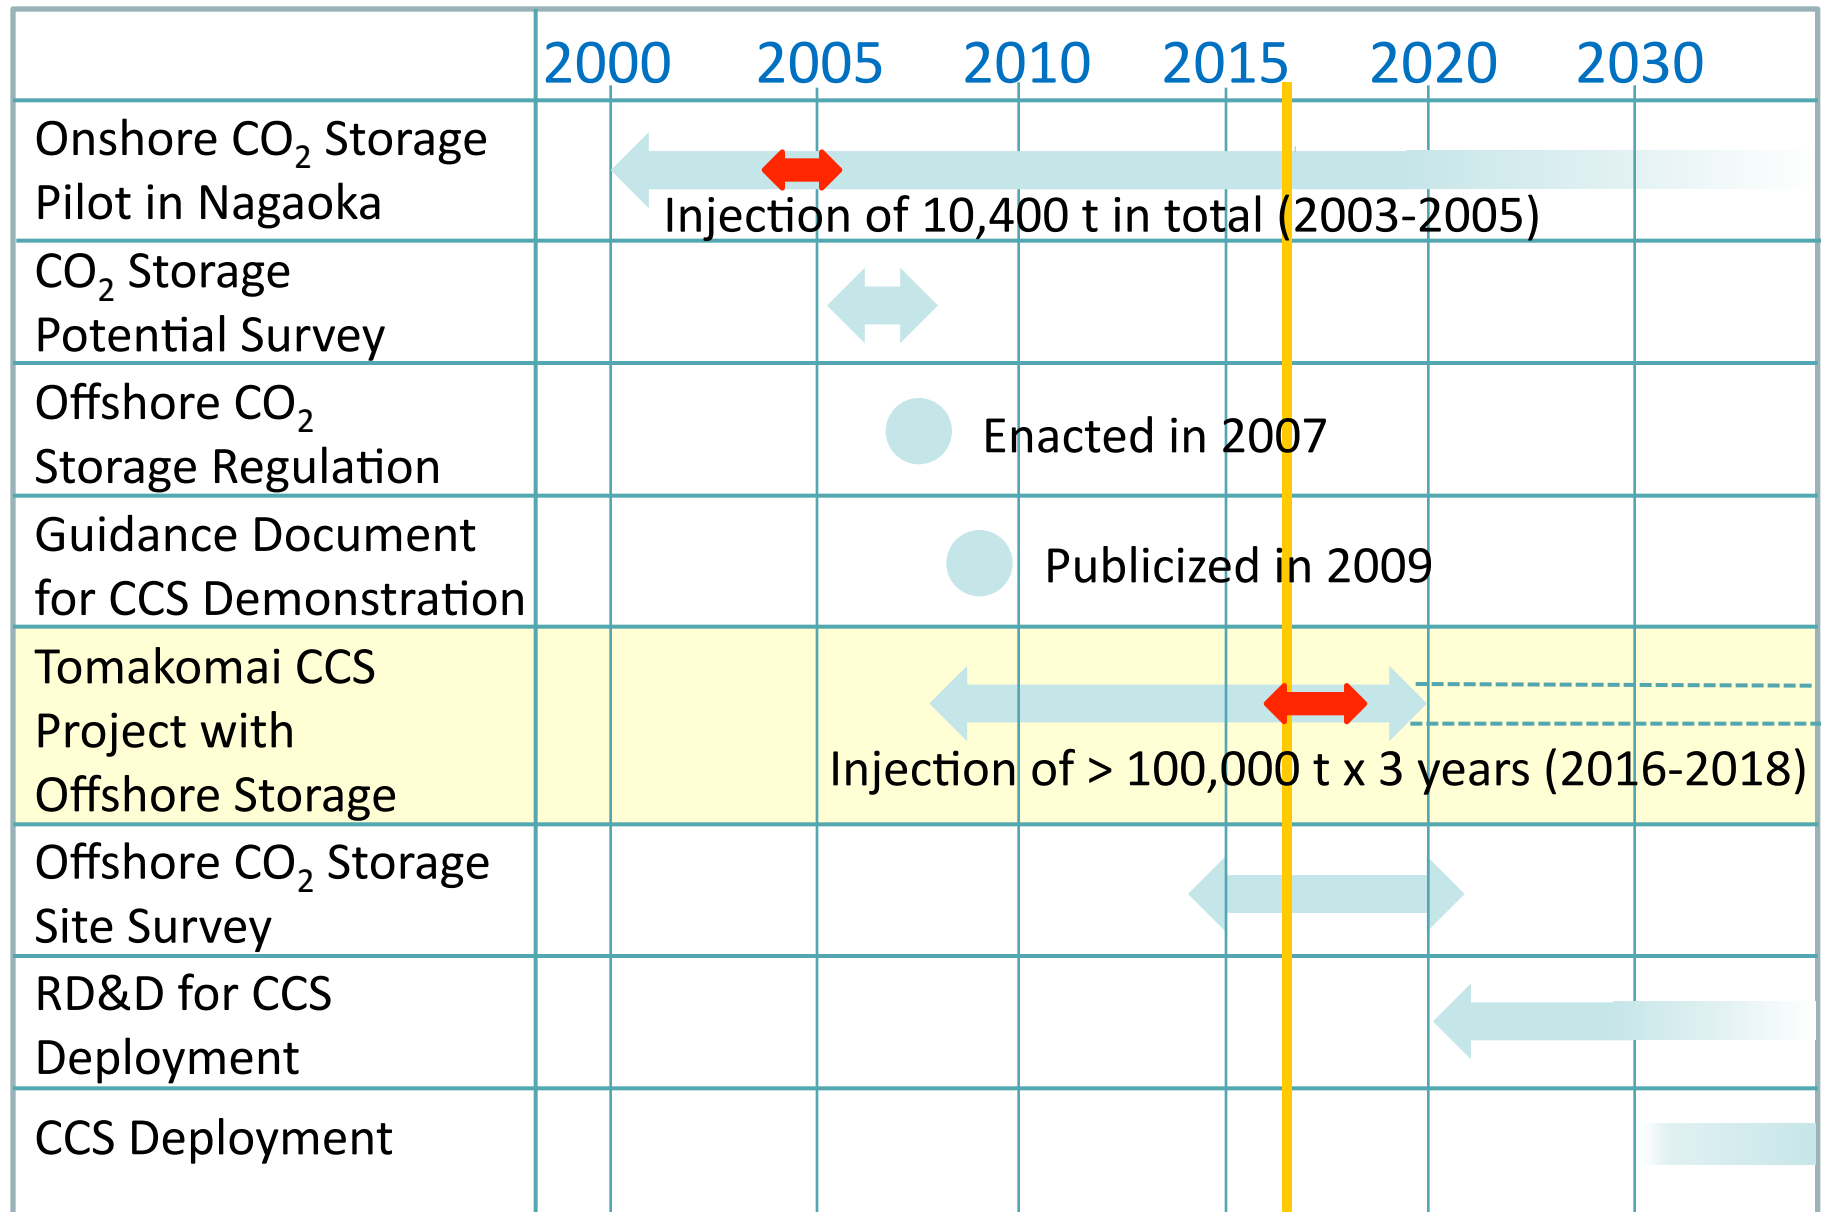 2000 2005 2010 2015 2020 2030
Onshore CO₂ Storage
Pilot in Nagaoka
Injection of 10,400 t in total (2003-2005)
CO₂ Storage
Potential Survey
Offshore CO₂
Storage Regulation
Enacted in 2007
Guidance Document
for CCS Demonstration
Publicized in 2009
Tomakomai CCS
Project with
Offshore Storage
Injection of > 100,000 t x 3 years (2016-2018)
Offshore CO₂ Storage
Site Survey
RD&D for CCS
Deployment
CCS Deployment